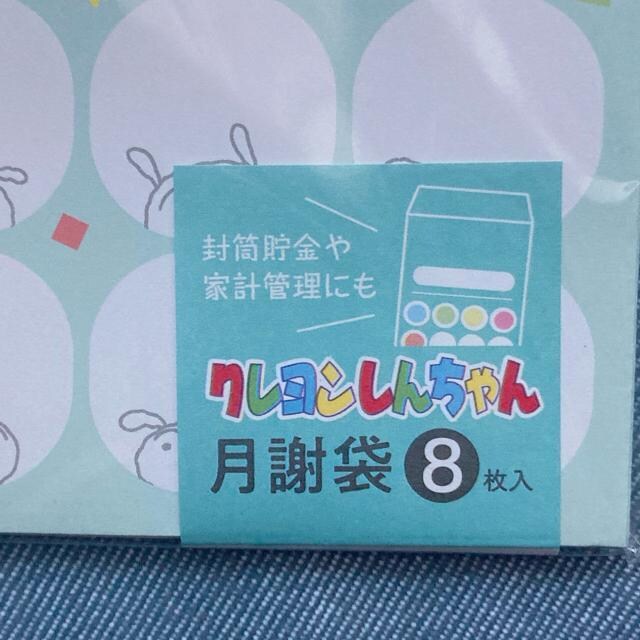 封筒貯金や
家計管理にも
クレヨンしんちゃん
月謝袋 8枚入